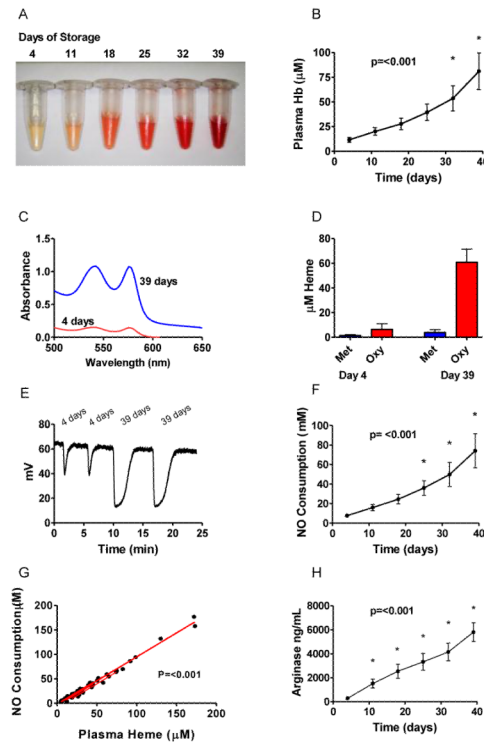 A
Days of Storage
4 11 18 25 32 39
B
Plasma Hb (μM)
100
75
50
25
0
p=<0.001
*
*
0 10 20 30 40
Time (days)
C
Absorbance
1.5
1.0
0.5
0.0
39 days
4 days
500 550 600 650
Wavelength (nm)
D
μM Heme
80
60
40
20
0
Met Oxy Met Oxy
Day 4 Day 39
E
4 days 4 days 39 days 39 days
mV
80
60
40
20
0
0 5 10 15 20 25
Time (min)
F
NO Consumption (mM)
100
80
60
40
20
0
p= <0.001
*
*
*
0 10 20 30 40
Time (days)
G
NO Consumption(μM)
200
150
100
50
0
P=<0.001
0 50 100 150 200
Plasma Heme (μM)
H
Arginase ng/mL
8000
6000
4000
2000
0
p=<0.001
*
*
*
*
*
0 10 20 30 40
Time (days)